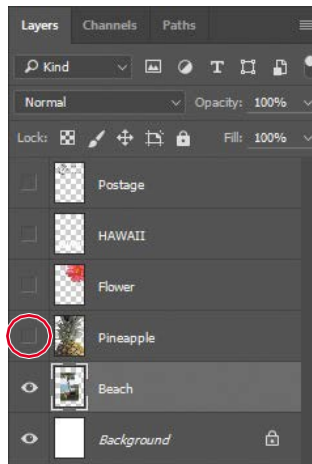 Layers Channels Paths
Kind T
Normal Opacity: 100%
Lock: Fill: 100%
Postage
HAWAII
Flower
Pineapple
Beach
Background